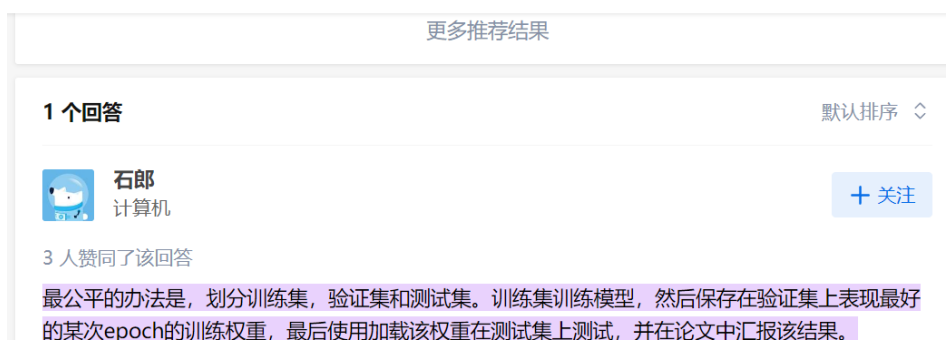 更多推荐结果
1 个回答
默认排序
石郎
计算机
关注
3 人赞同了该回答
最公平的办法是，划分训练集，验证集和测试集。训练集训练模型，然后保存在验证集上表现最好
的某次epoch的训练权重，最后使用加载该权重在测试集上测试，并在论文中汇报该结果。